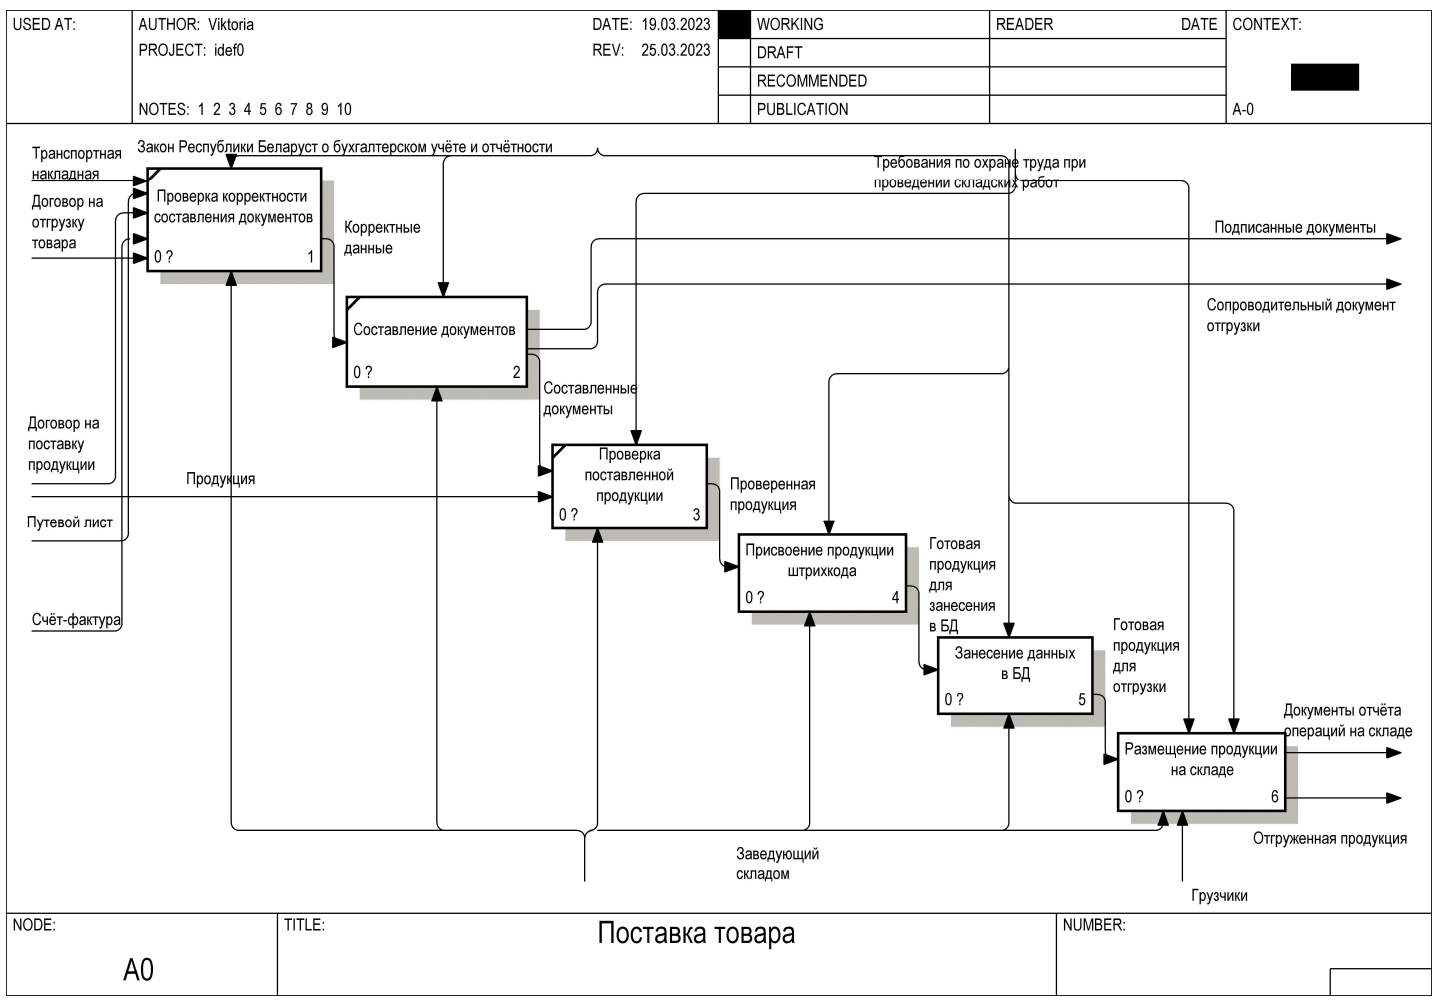 USED AT:
AUTHOR: Viktoria
DATE: 19.03.2023
PROJECT: idef0
REV: 25.03.2023
NOTES: 1 2 3 4 5 6 7 8 9 10
WORKING
DRAFT
RECOMMENDED
PUBLICATION
READER DATE
CONTEXT:
A-0
Закон Республики Беларуст о бухгалтерском учёте и отчётности
Требования по охране труда при
проведении складских работ
Транспортная
накладная
Договор на
отгрузку
товара
Проверка корректности
составления документов
0 ? 1
Корректные
данные
Подписанные документы
Сопроводительный документ
отгрузки
Составление документов
0 ? 2
Составленные
документы
Договор на
поставку
продукции
Продукция
Путевой лист
Счёт-фактура
Проверка
поставленной
продукции
0 ? 3
Проверенная
продукция
Присвоение продукции
штрихкода
0 ? 4
Готовая
продукция
для
занесения
в БД
Занесение данных
в БД
0 ? 5
Готовая
продукция
для
отгрузки
Размещение продукции
на складе
0 ? 6
Документы отчёта
операций на складе
Отгруженная продукция
Заведующий
складом
Грузчики
NODE:
A0
TITLE:
Поставка товара
NUMBER: